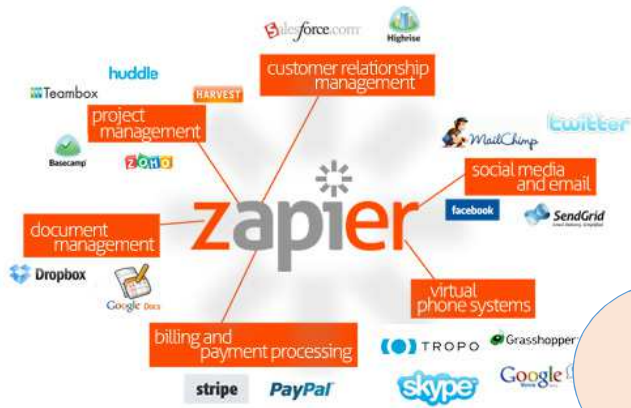 salesforce.com
Highrise
customer relationship
management
huddle
Teambox
HARVEST
project
management
Basecamp
ZOHO
MailChimp
twitter
social media
and email
facebook
SendGrid
zapier
document
management
Dropbox
Google Docs
virtual
phone systems
billing and
payment processing
stripe
PayPal
TROPO
Grasshopper
skype
Google